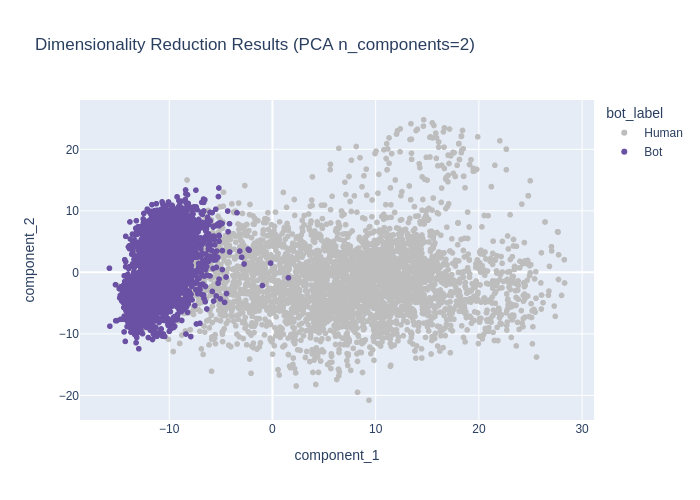 Dimensionality Reduction Results (PCA n_components=2)
bot_label
Human
Bot
component_2
20
10
0
−10
−20
−10
0
10
20
30
component_1